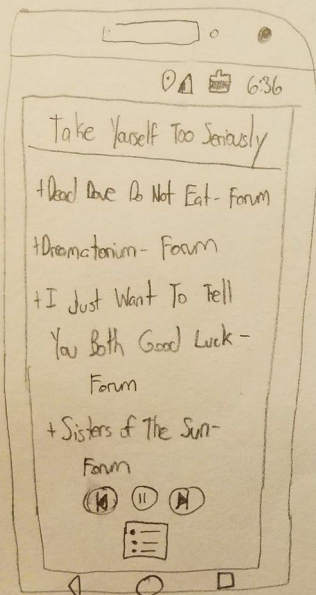 6:36
Take Yourself Too Seriously
+Dead Dove Do Not Eat- Forum
+Dreamatorium- Forum
+I Just Want To Tell
You Both Good Luck-
Forum
+Sisters of The Sun-
Forum